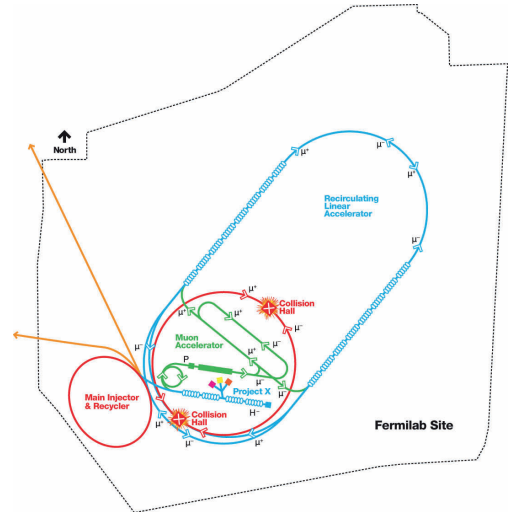 North
μ⁻
μ⁺
μ⁺
Recirculating
Linear
Accelerator
μ⁻
μ⁺
μ⁺
μ⁻
Collision
Hall
μ⁺
μ⁻
μ⁻
Muon
Accelerator
μ⁻
P
μ⁺
μ⁻
μ⁻
Project X
Main Injector
& Recycler
μ⁺
H⁻
Collision
Hall
Fermilab Site
μ⁺
μ⁻
μ⁻
μ⁺